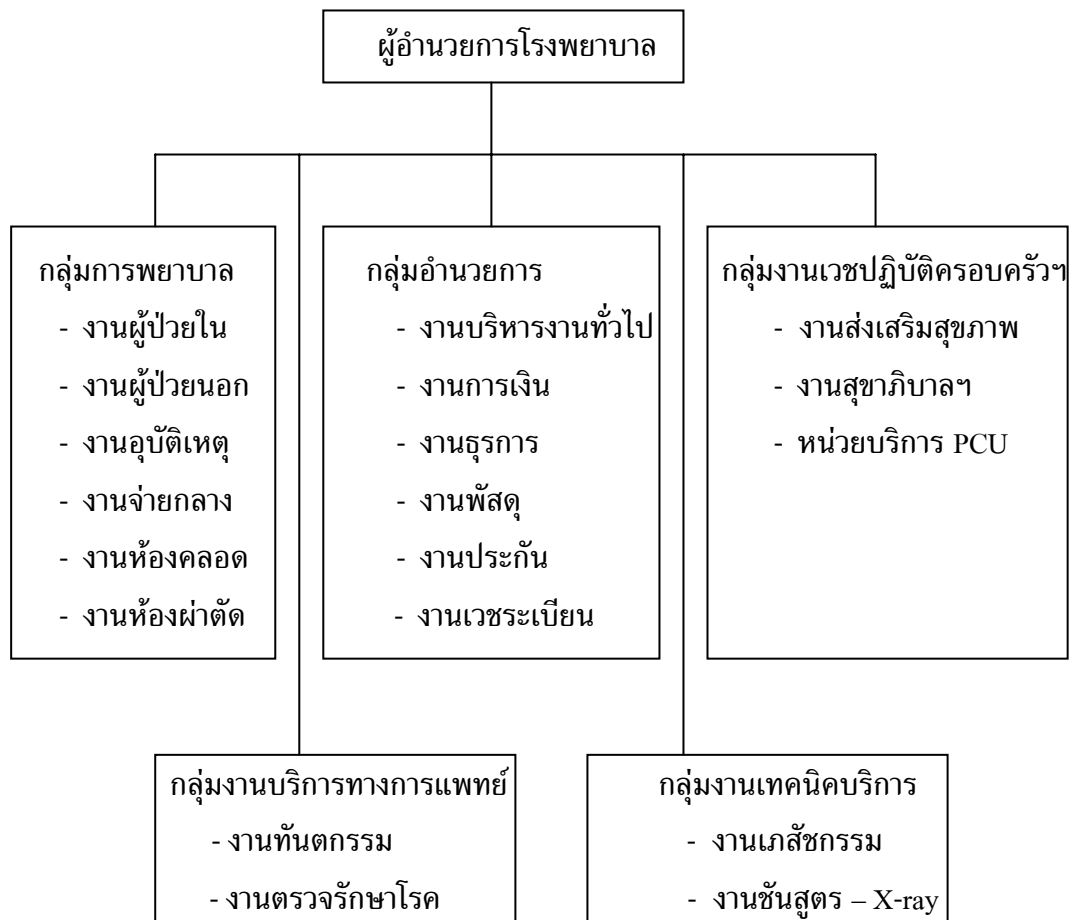 ผู้อำนวยการโรงพยาบาล
กลุ่มการพยาบาล
- งานผู้ป่วยใน
- งานผู้ป่วยนอก
- งานอุบัติเหตุ
- งานจ่ายกลาง
- งานห้องคลอด
- งานห้องผ่าตัด
กลุ่มอำนวยการ
- งานบริหารงานทั่วไป
- งานการเงิน
- งานธุรการ
- งานพัสดุ
- งานประกัน
- งานเวชระเบียน
กลุ่มงานเวชปฏิบัติครอบครัวฯ
- งานส่งเสริมสุขภาพ
- งานสุขาภิบาลฯ
- หน่วยบริการ PCU
กลุ่มงานบริการทางการแพทย์
- งานทันตกรรม
- งานตรวจรักษาโรค
กลุ่มงานเทคนิคบริการ
- งานเภสัชกรรม
- งานชันสูตร – X-ray